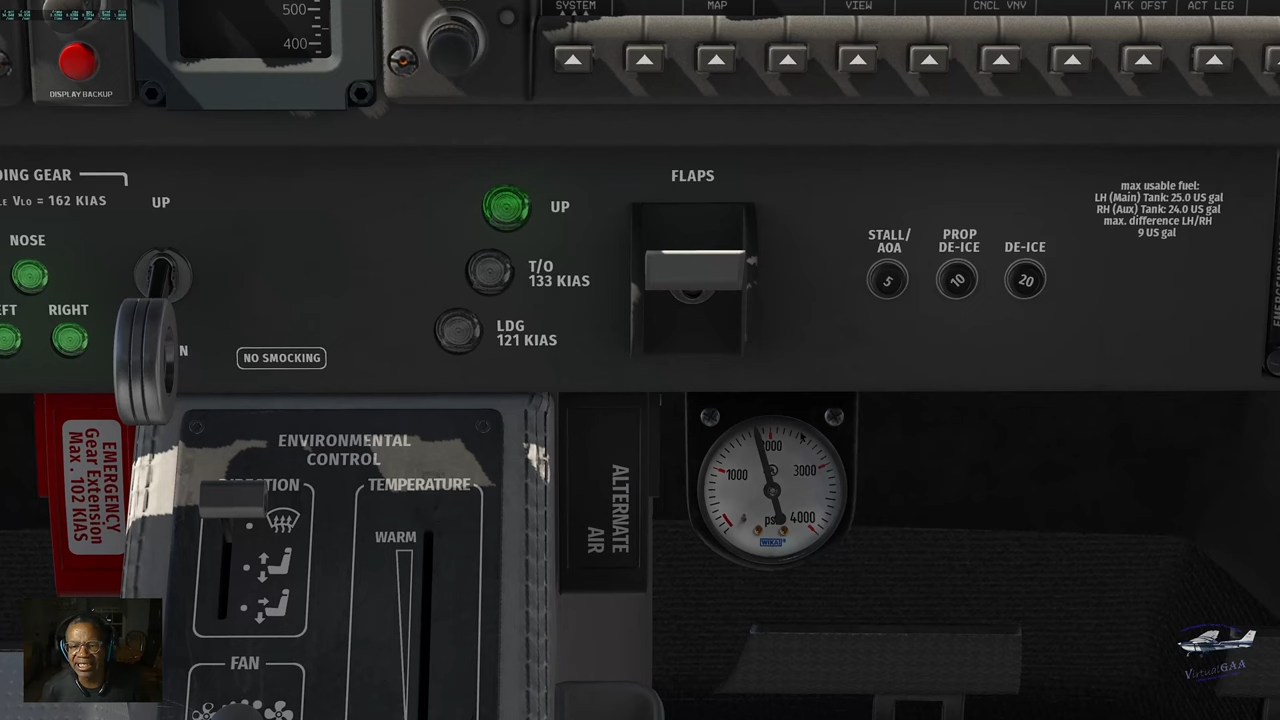 SYSTEM
MAP
VIEW
CNCL VNV
ATK OFST
ACT LEG
500
400
DISPLAY BACKUP
DING GEAR
LE VLO = 162 KIAS
UP
NOSE
EFT
RIGHT
N
NO SMOCKING
UP
T/O
133 KIAS
LDG
121 KIAS
FLAPS
STALL/
AOA
PROP
DE-ICE
DE-ICE
5
10
20
max usable fuel:
LH (Main) Tank: 25.0 US gal
RH (Aux) Tank: 24.0 US gal
max. difference LH/RH
9 US gal
EMERGENCY
Gear Extension
Max. 102 KIAS
ENVIRONMENTAL
CONTROL
DIRECTION
TEMPERATURE
WARM
FAN
ALTERNATE
AIR
1000
2000
3000
4000
psi
WIKA
VirtualGAA